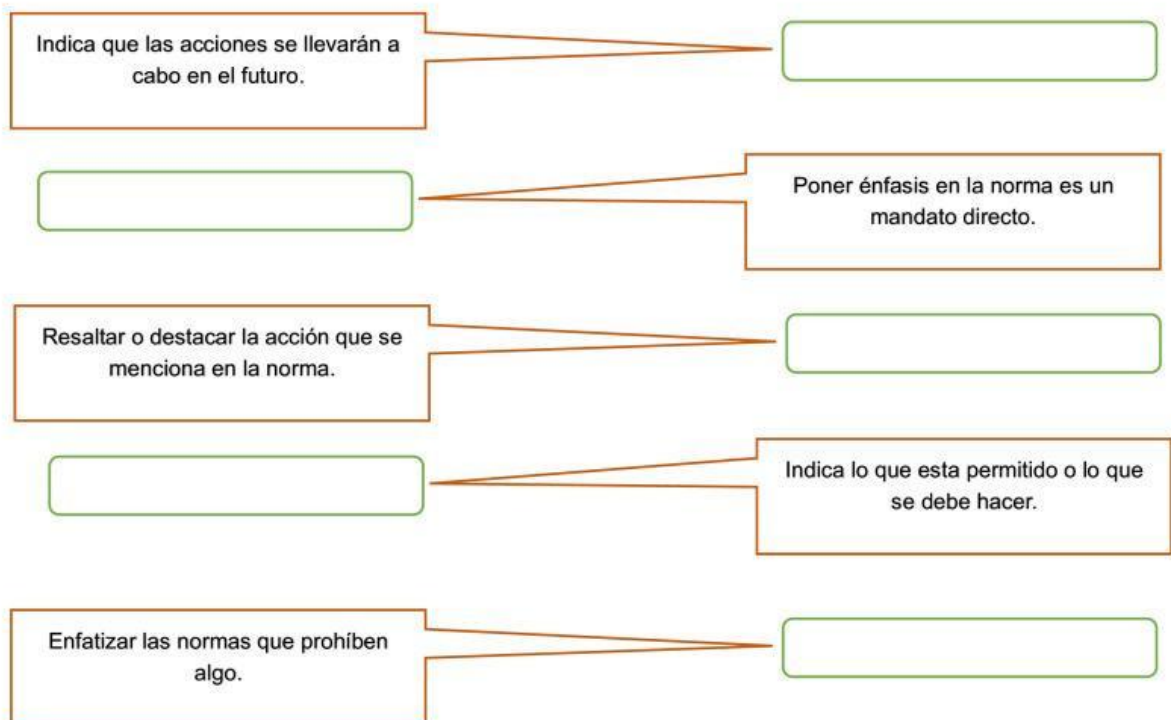 Indica que las acciones se llevarán a
cabo en el futuro.
Poner énfasis en la norma es un
mandato directo.
Resaltar o destacar la acción que se
menciona en la norma.
Indica lo que esta permitido o lo que
se debe hacer.
Enfatizar las normas que prohíben
algo.